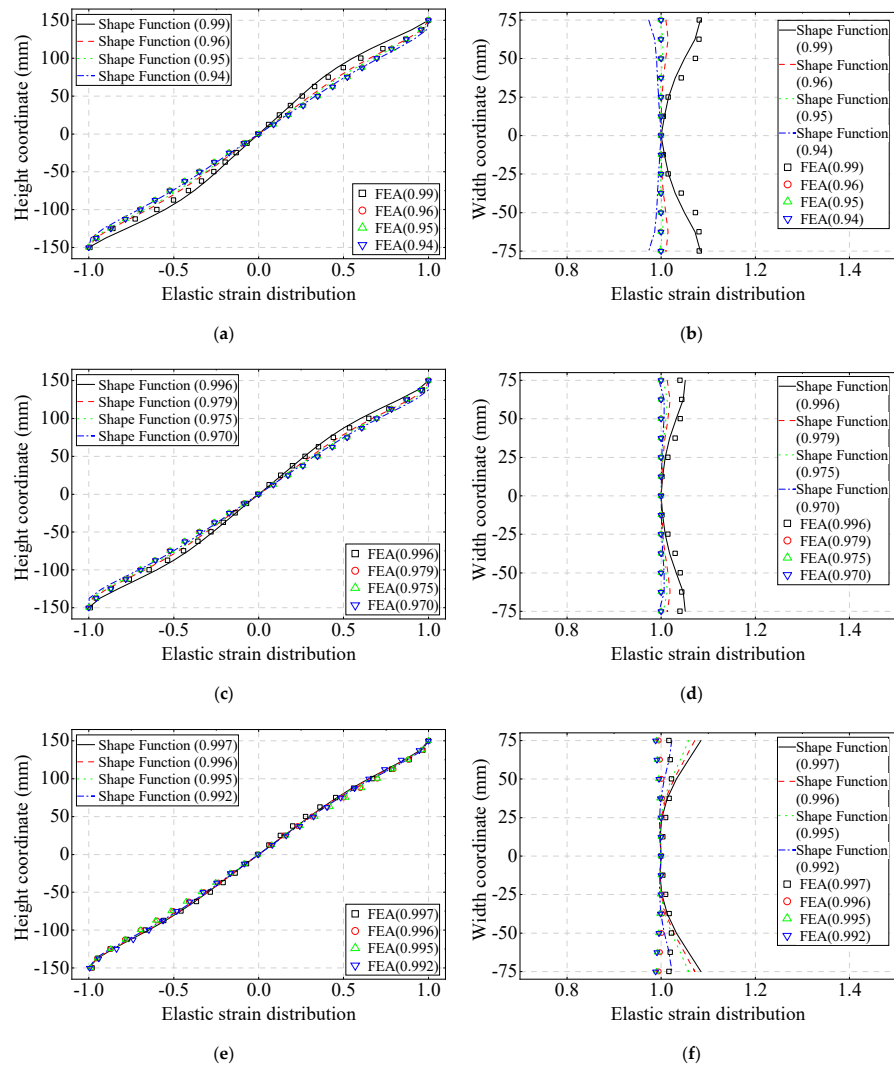 150
100
50
0
-50
-100
-150
Height coordinate (mm)
Shape Function (0.99)
Shape Function (0.96)
Shape Function (0.95)
Shape Function (0.94)
FEA(0.99)
FEA(0.96)
FEA(0.95)
FEA(0.94)
-1.0 -0.5 0.0 0.5 1.0
Elastic strain distribution
(a)
75
50
25
0
-25
-50
-75
Width coordinate (mm)
Shape Function
(0.99)
Shape Function
(0.96)
Shape Function
(0.95)
Shape Function
(0.94)
FEA(0.99)
FEA(0.96)
FEA(0.95)
FEA(0.94)
0.8 1.0 1.2 1.4
Elastic strain distribution
(b)
150
100
50
0
-50
-100
-150
Height coordinate (mm)
Shape Function (0.996)
Shape Function (0.979)
Shape Function (0.975)
Shape Function (0.970)
FEA(0.996)
FEA(0.979)
FEA(0.975)
FEA(0.970)
-1.0 -0.5 0.0 0.5 1.0
Elastic strain distribution
(c)
75
50
25
0
-25
-50
-75
Width coordinate (mm)
Shape Function
(0.996)
Shape Function
(0.979)
Shape Function
(0.975)
Shape Function
(0.970)
FEA(0.996)
FEA(0.979)
FEA(0.975)
FEA(0.970)
0.8 1.0 1.2 1.4
Elastic strain distribution
(d)
150
100
50
0
-50
-100
-150
Height coordinate (mm)
Shape Function (0.997)
Shape Function (0.996)
Shape Function (0.995)
Shape Function (0.992)
FEA(0.997)
FEA(0.996)
FEA(0.995)
FEA(0.992)
-1.0 -0.5 0.0 0.5 1.0
Elastic strain distribution
(e)
75
50
25
0
-25
-50
-75
Width coordinate (mm)
Shape Function
(0.997)
Shape Function
(0.996)
Shape Function
(0.995)
Shape Function
(0.992)
FEA(0.997)
FEA(0.996)
FEA(0.995)
FEA(0.992)
0.8 1.0 1.2 1.4
Elastic strain distribution
(f)